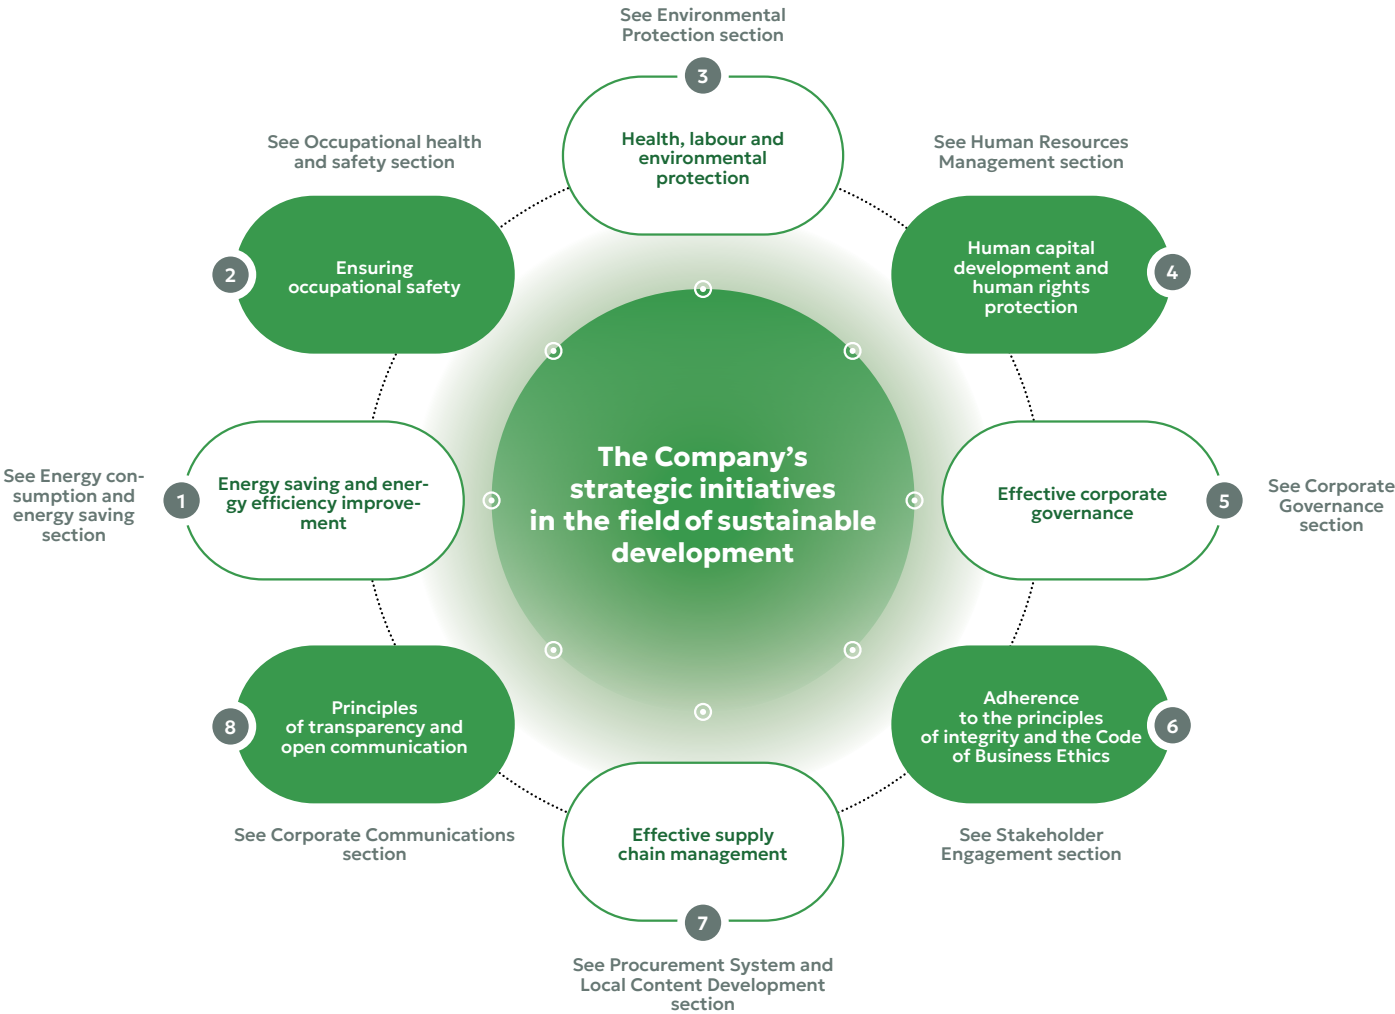 See Environmental
Protection section
3
Health, labour and
environmental
protection
See Occupational health
and safety section
2
Ensuring
occupational safety
See Human Resources
Management section
4
Human capital
development and
human rights
protection
The Company’s
strategic initiatives
in the field of sustainable
development
See Energy con-
sumption and
energy saving
section
1
Energy saving and ener-
gy efficiency improve-
ment
Effective corporate
governance
5
See Corporate
Governance
section
8
Principles
of transparency and
open communication
See Corporate Communications
section
Adherence
to the principles
of integrity and the Code
of Business Ethics
6
See Stakeholder
Engagement section
Effective supply
chain management
7
See Procurement System and
Local Content Development
section